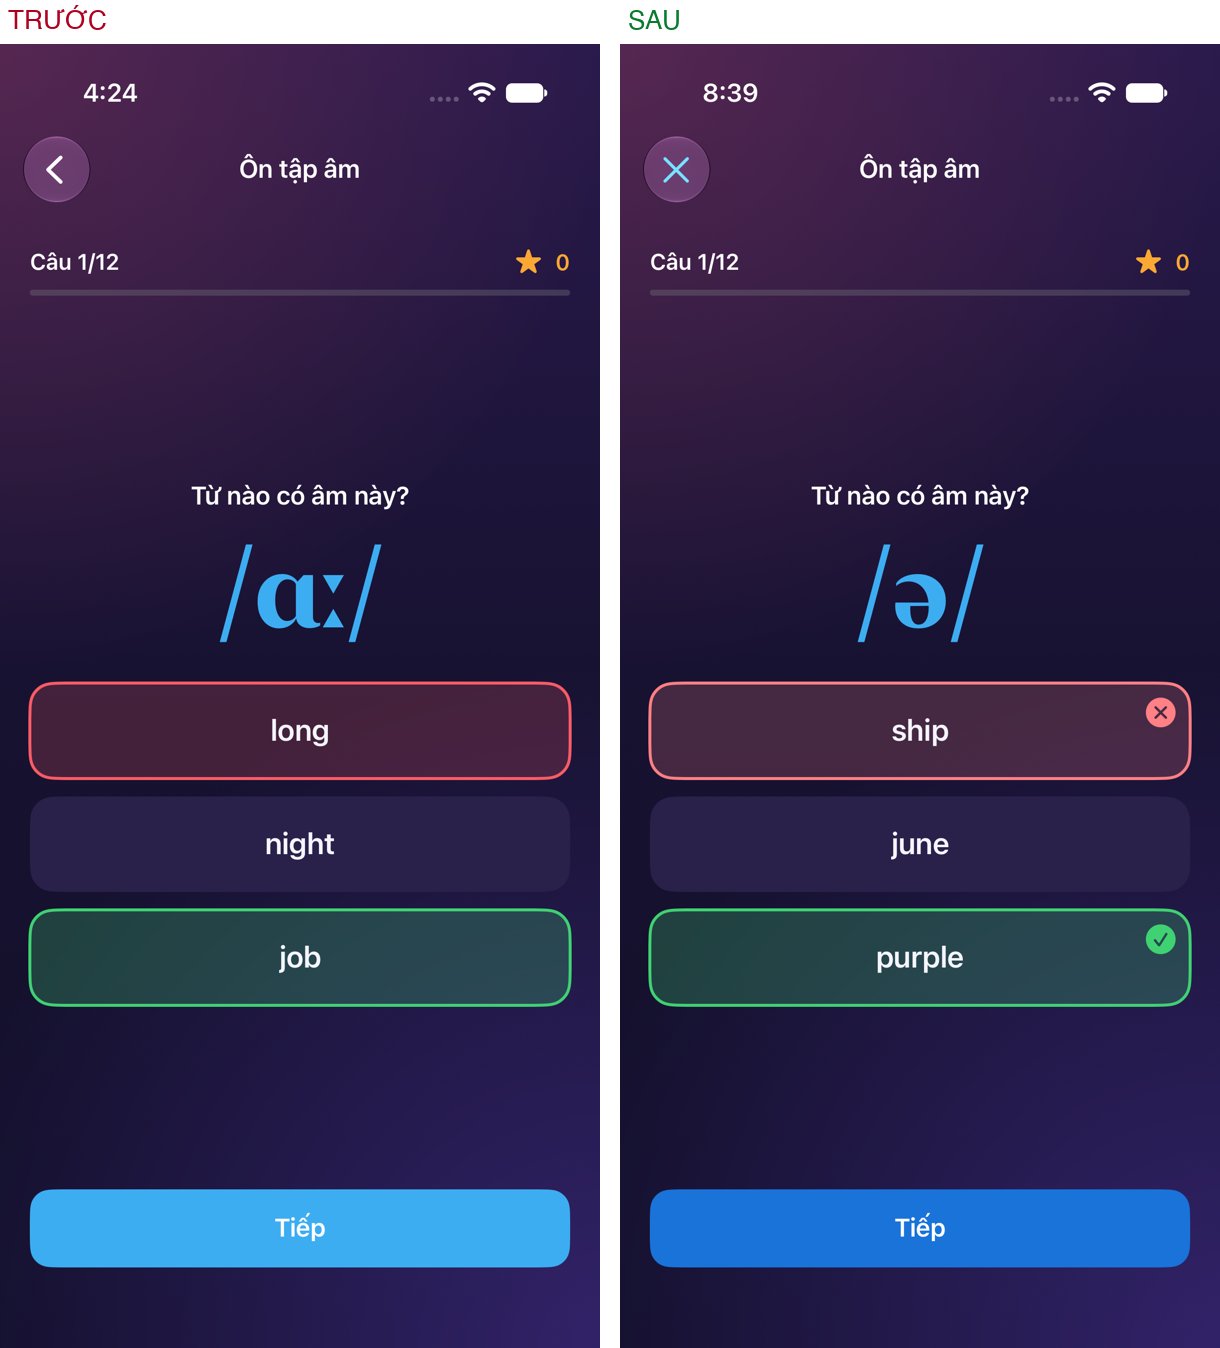 TRƯỚC
4:24
Ôn tập âm
Câu 1/12
0
Từ nào có âm này?
/ɑː/
long
night
job
Tiếp
SAU
8:39
Ôn tập âm
Câu 1/12
0
Từ nào có âm này?
/ə/
ship
june
purple
Tiếp